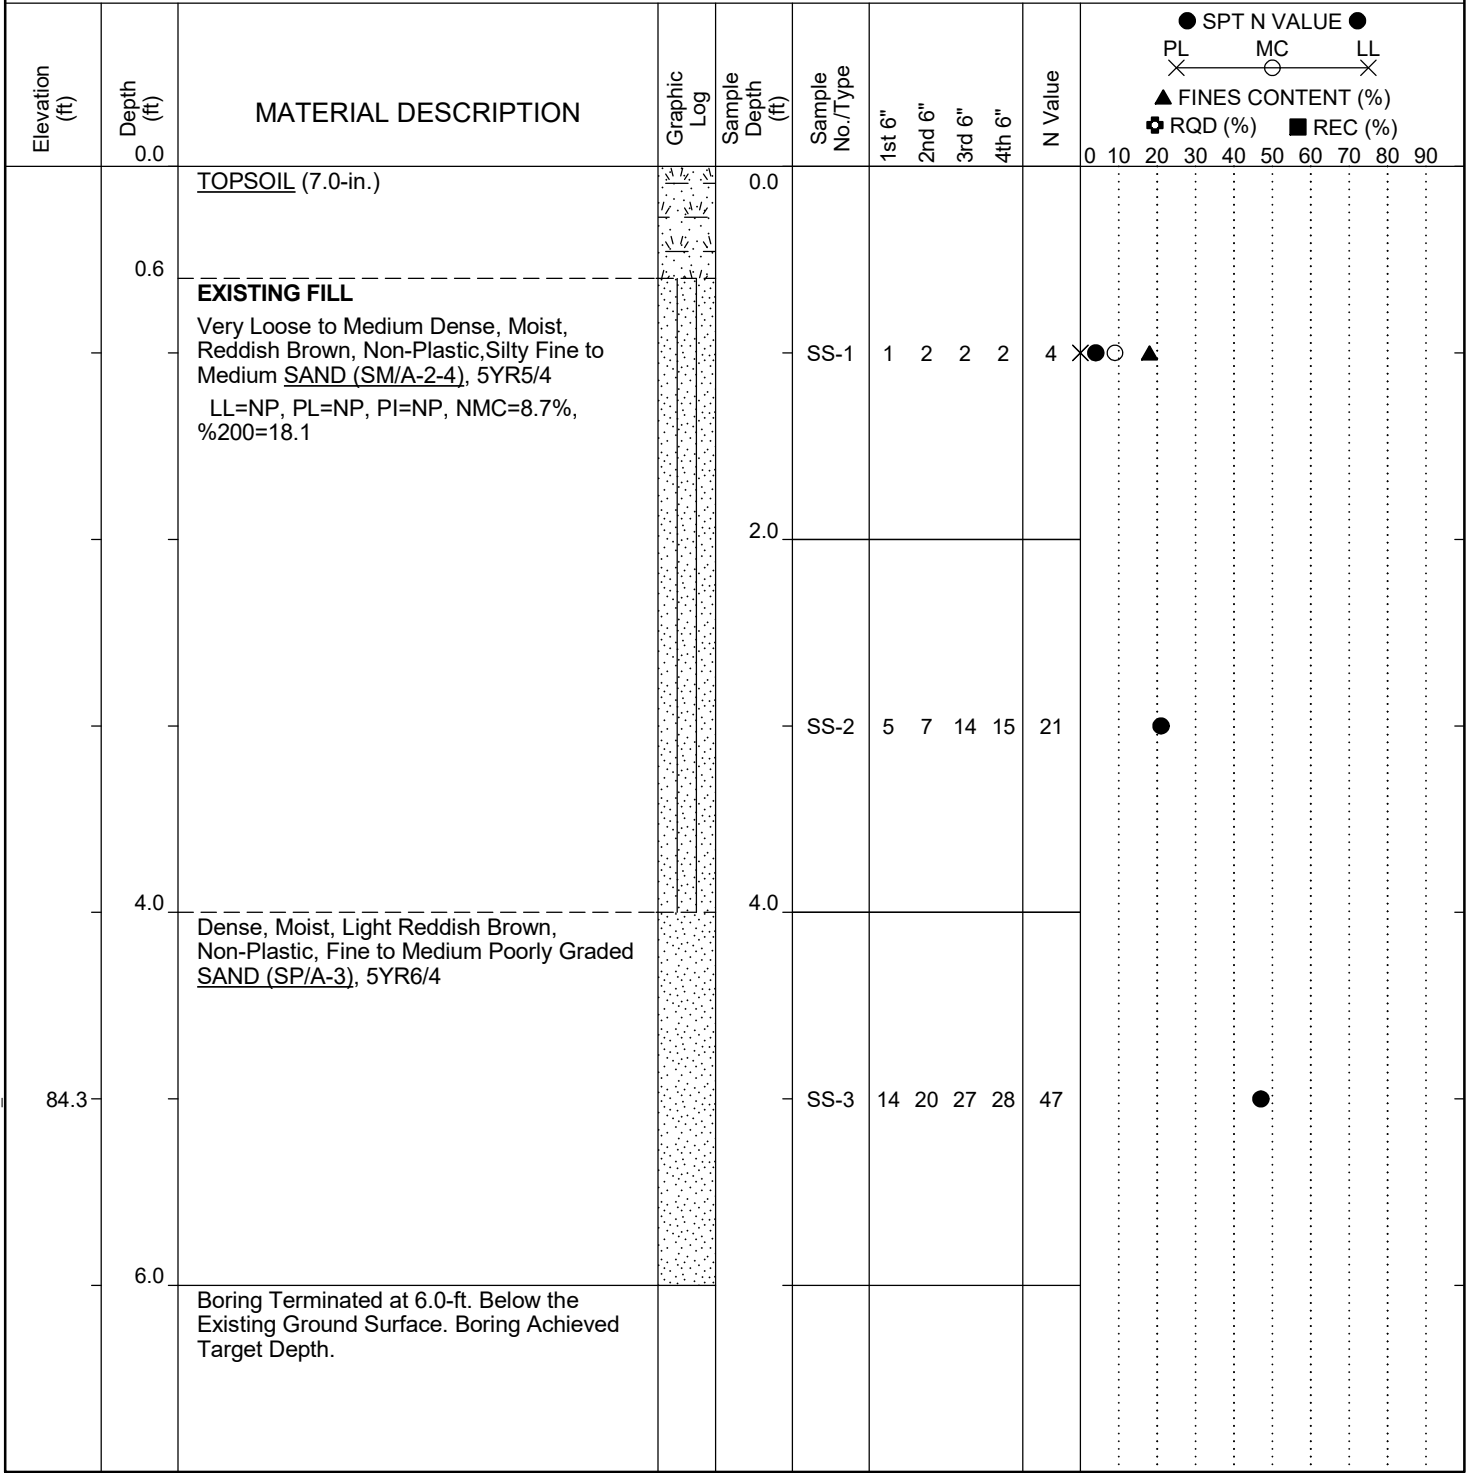 ● SPT N VALUE ●
PL MC LL
▲ FINES CONTENT (%)
RQD (%) ■ REC (%)
Elevation
(ft)
Depth
(ft)
0.0
MATERIAL DESCRIPTION
Graphic
Log
Sample
Depth
(ft)
Sample
No./Type
1st 6"
2nd 6"
3rd 6"
4th 6"
N Value
0 10 20 30 40 50 60 70 80 90
TOPSOIL (7.0-in.)
0.0
0.6
EXISTING FILL
Very Loose to Medium Dense, Moist,
Reddish Brown, Non-Plastic,Silty Fine to
Medium SAND (SM/A-2-4), 5YR5/4
LL=NP, PL=NP, PI=NP, NMC=8.7%,
%200=18.1
SS-1 1 2 2 2 4
2.0
SS-2 5 7 14 15 21
4.0
4.0
Dense, Moist, Light Reddish Brown,
Non-Plastic, Fine to Medium Poorly Graded
SAND (SP/A-3), 5YR6/4
84.3
SS-3 14 20 27 28 47
6.0
Boring Terminated at 6.0-ft. Below the
Existing Ground Surface. Boring Achieved
Target Depth.